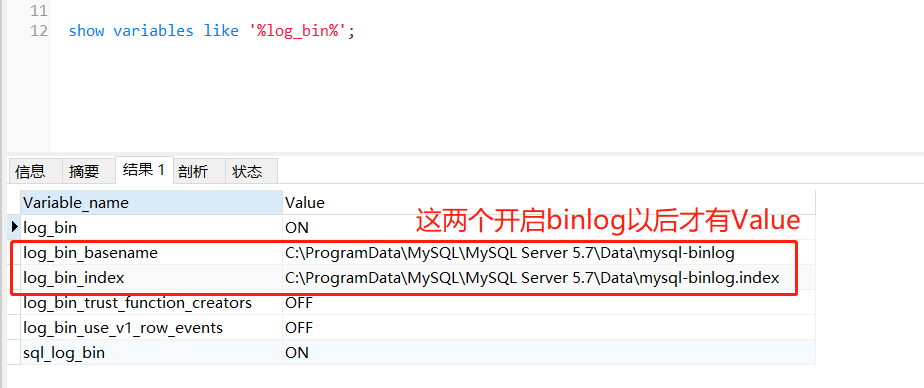 11
12 show variables like '%log_bin%';
信息 摘要 结果 1 剖析 状态
Variable_name Value
这两个开启binlog以后才有Value
log_bin ON
log_bin_basename C:\ProgramData\MySQL\MySQL Server 5.7\Data\mysql-binlog
log_bin_index C:\ProgramData\MySQL\MySQL Server 5.7\Data\mysql-binlog.index
log_bin_trust_function_creators OFF
log_bin_use_v1_row_events OFF
sql_log_bin ON